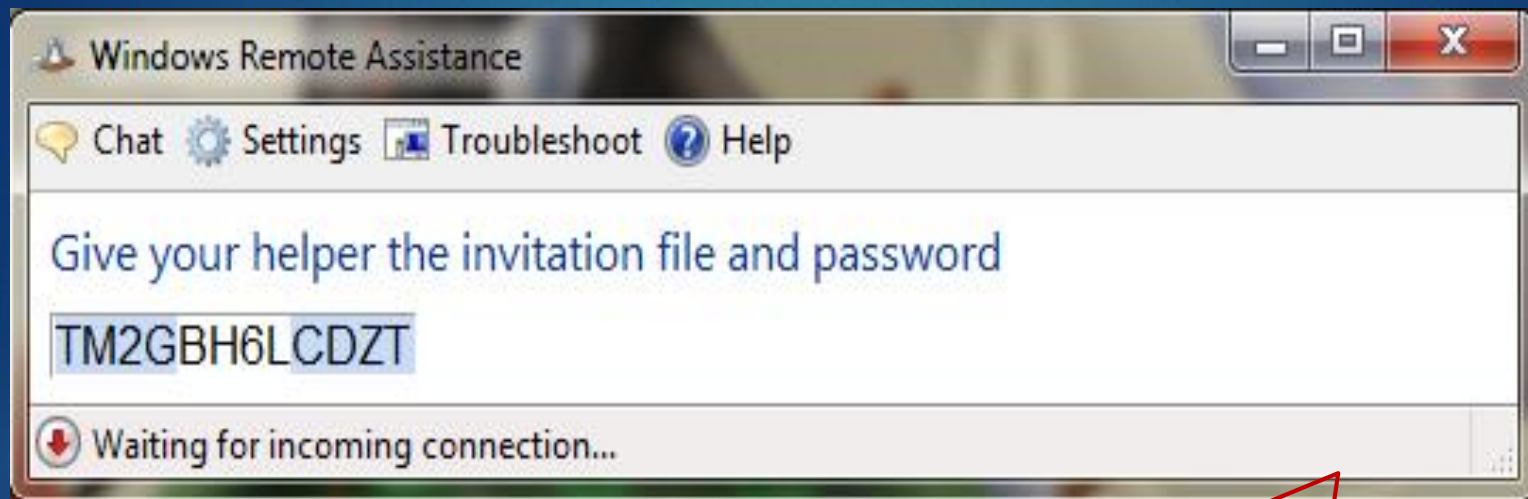 Windows Remote Assistance
Chat Settings Troubleshoot Help
Give your helper the invitation file and password
TM2GBH6LCDZT
Waiting for incoming connection...